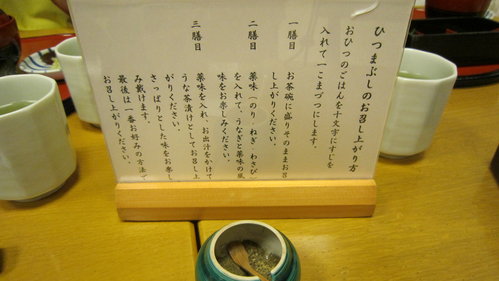 ひつまぶしのお召し上がり方
おひつのごはんを十文字にすじを
入れて一こまづつにします。
一膳目
お茶碗に盛りそのままお召
し上がりください。
二膳目
薬味(のり・ねぎ・わさび)
を入れて、うなぎと薬味の風
味をお楽しみください。
三膳目
薬味を入れ、お出汁をかけて
うな茶漬けとしてお召し上
がりください。
さっぱりとした味をお楽し
み戴けます。
最後は一番お好みの方法で
お召し上がりください。